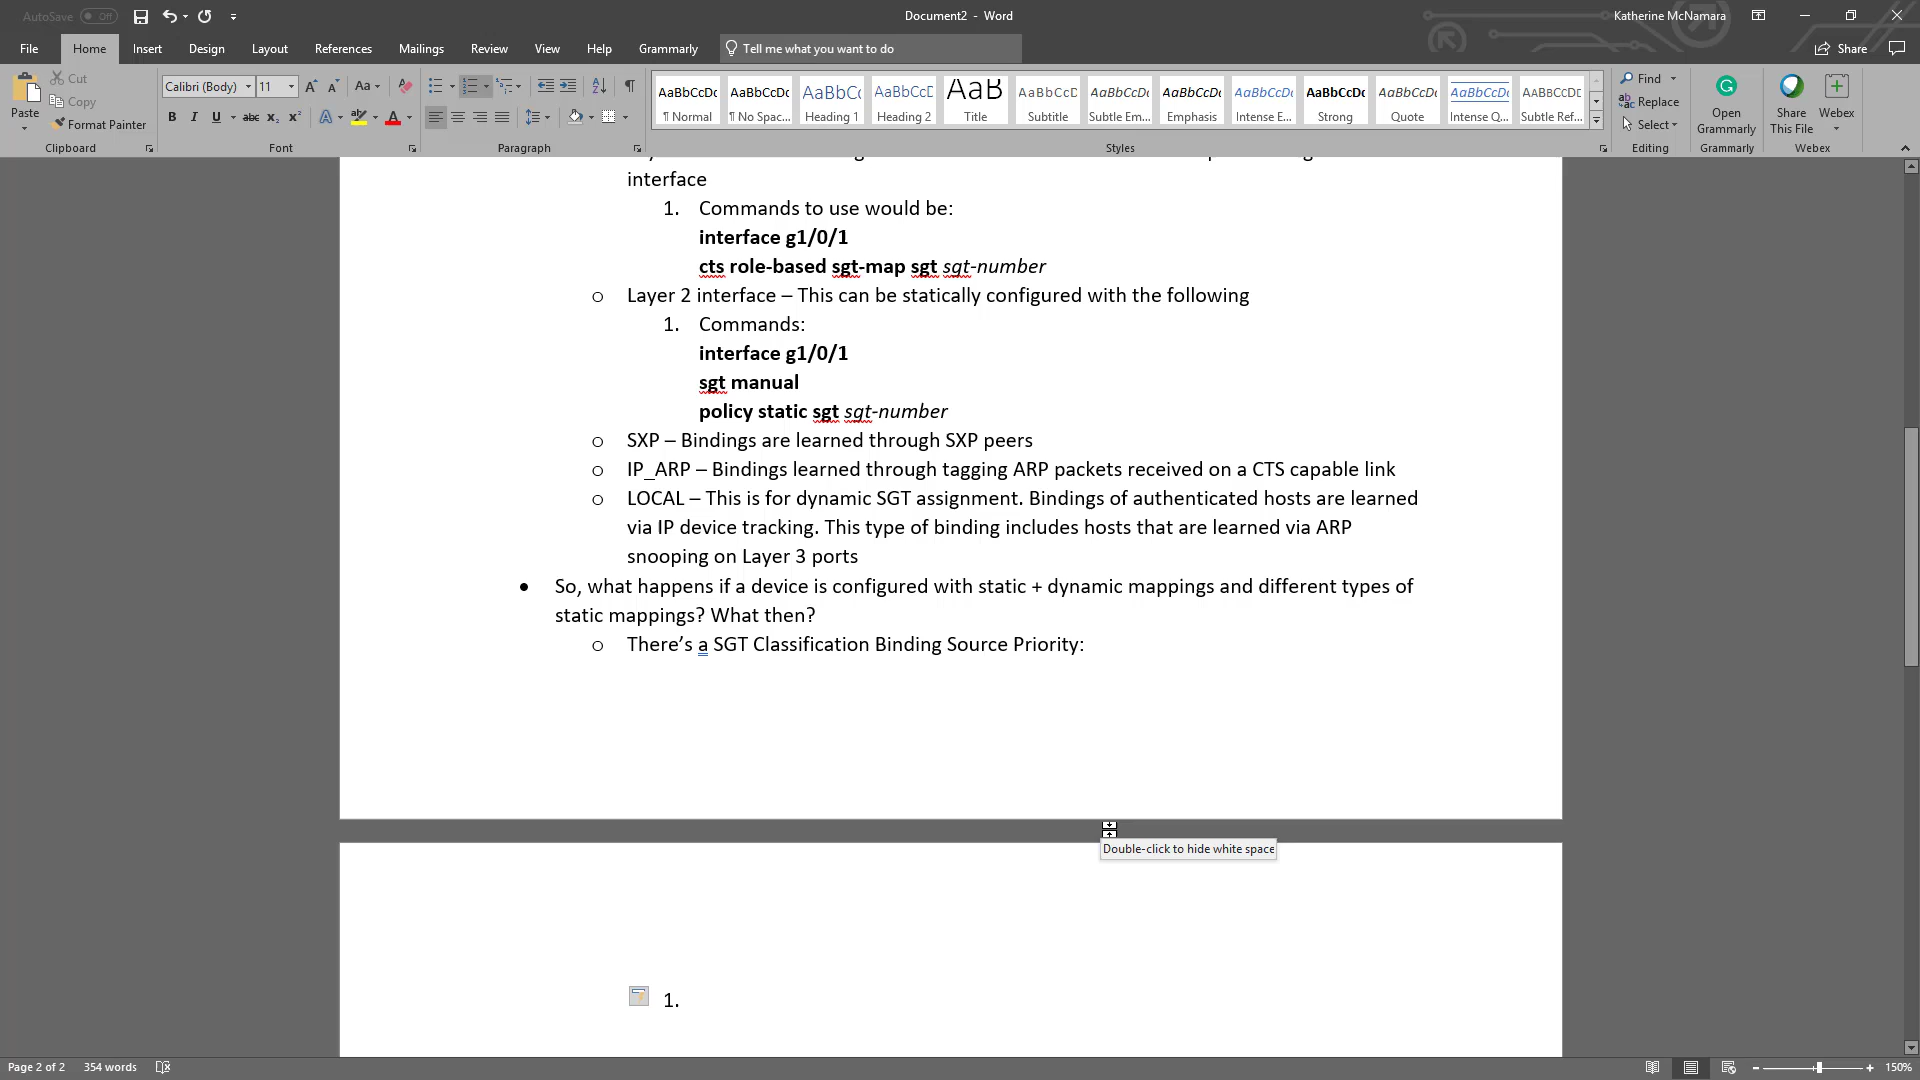 AutoSave Off
Document2 - Word
Katherine McNamara
File Home Insert Design Layout References Mailings Review View Help Grammarly Tell me what you want to do
Share
Paste
Cut
Copy
Format Painter
Clipboard
Calibri (Body) 11
Font
Paragraph
AaBbCcDc AaBbCcDc AaBbC( AaBbCcE AaB AaBbCcD AaBbCcDc AaBbCcDc AaBbCcDc AaBbCcDc AaBbCcDc AaBbCcDc AABBCCDE
¶ Normal ¶ No Spac... Heading 1 Heading 2 Title Subtitle Subtle Em... Emphasis Intense E... Strong Quote Intense Q... Subtle Ref...
Styles
Find
Replace
Select
Editing
Open
Grammarly
Grammarly
Share
This File
Webex
Webex
interface
1. Commands to use would be:
interface g1/0/1
cts role-based sgt-map sgt sgt-number
o Layer 2 interface – This can be statically configured with the following
1. Commands:
interface g1/0/1
sgt manual
policy static sgt sgt-number
o SXP – Bindings are learned through SXP peers
o IP_ARP – Bindings learned through tagging ARP packets received on a CTS capable link
o LOCAL – This is for dynamic SGT assignment. Bindings of authenticated hosts are learned
via IP device tracking. This type of binding includes hosts that are learned via ARP
snooping on Layer 3 ports
• So, what happens if a device is configured with static + dynamic mappings and different types of
static mappings? What then?
o There’s a SGT Classification Binding Source Priority:
Double-click to hide white space
1.
Page 2 of 2 354 words
150%